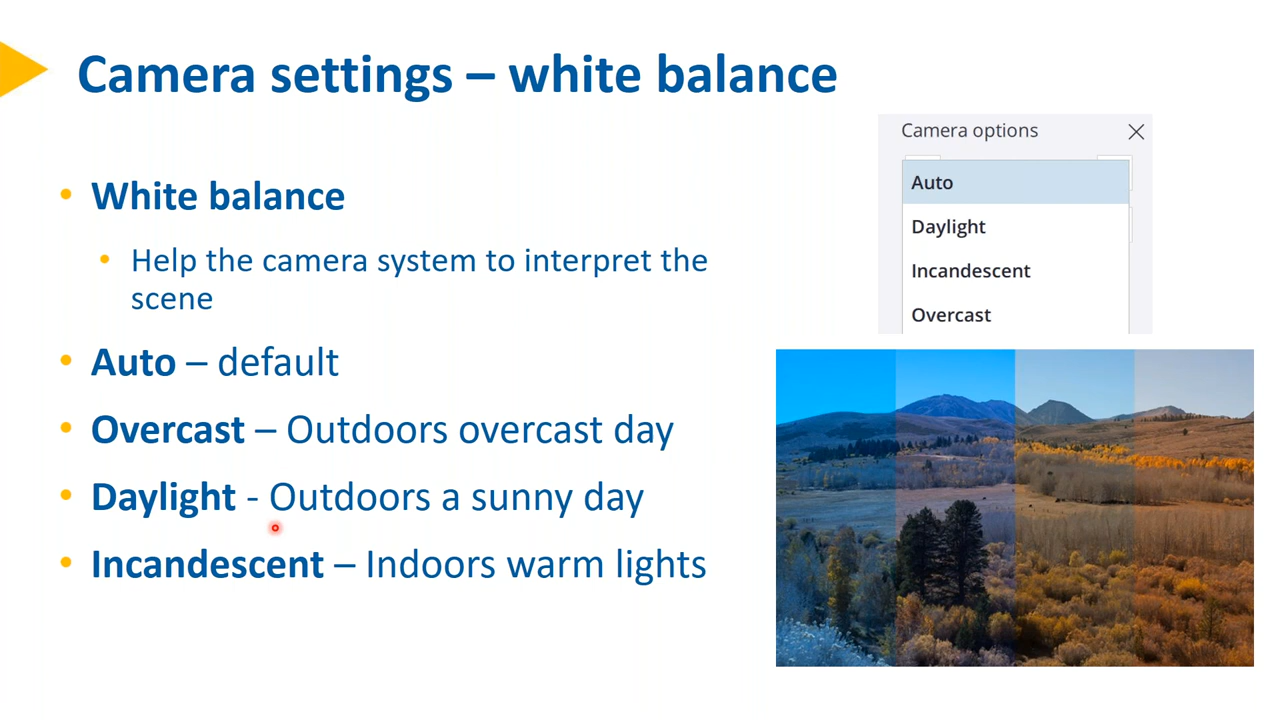 Camera settings – white balance
• White balance
• Help the camera system to interpret the
scene
• Auto – default
• Overcast – Outdoors overcast day
• Daylight - Outdoors a sunny day
• Incandescent – Indoors warm lights
Camera options
Auto
Daylight
Incandescent
Overcast